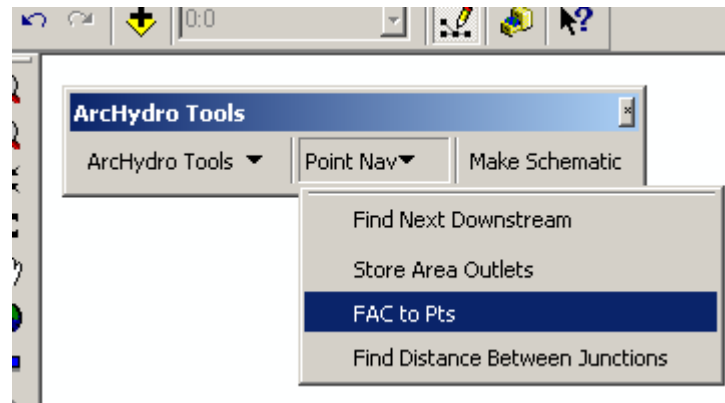 0:0
ArcHydro Tools
ArcHydro Tools Point Nav Make Schematic
Find Next Downstream
Store Area Outlets
FAC to Pts
Find Distance Between Junctions